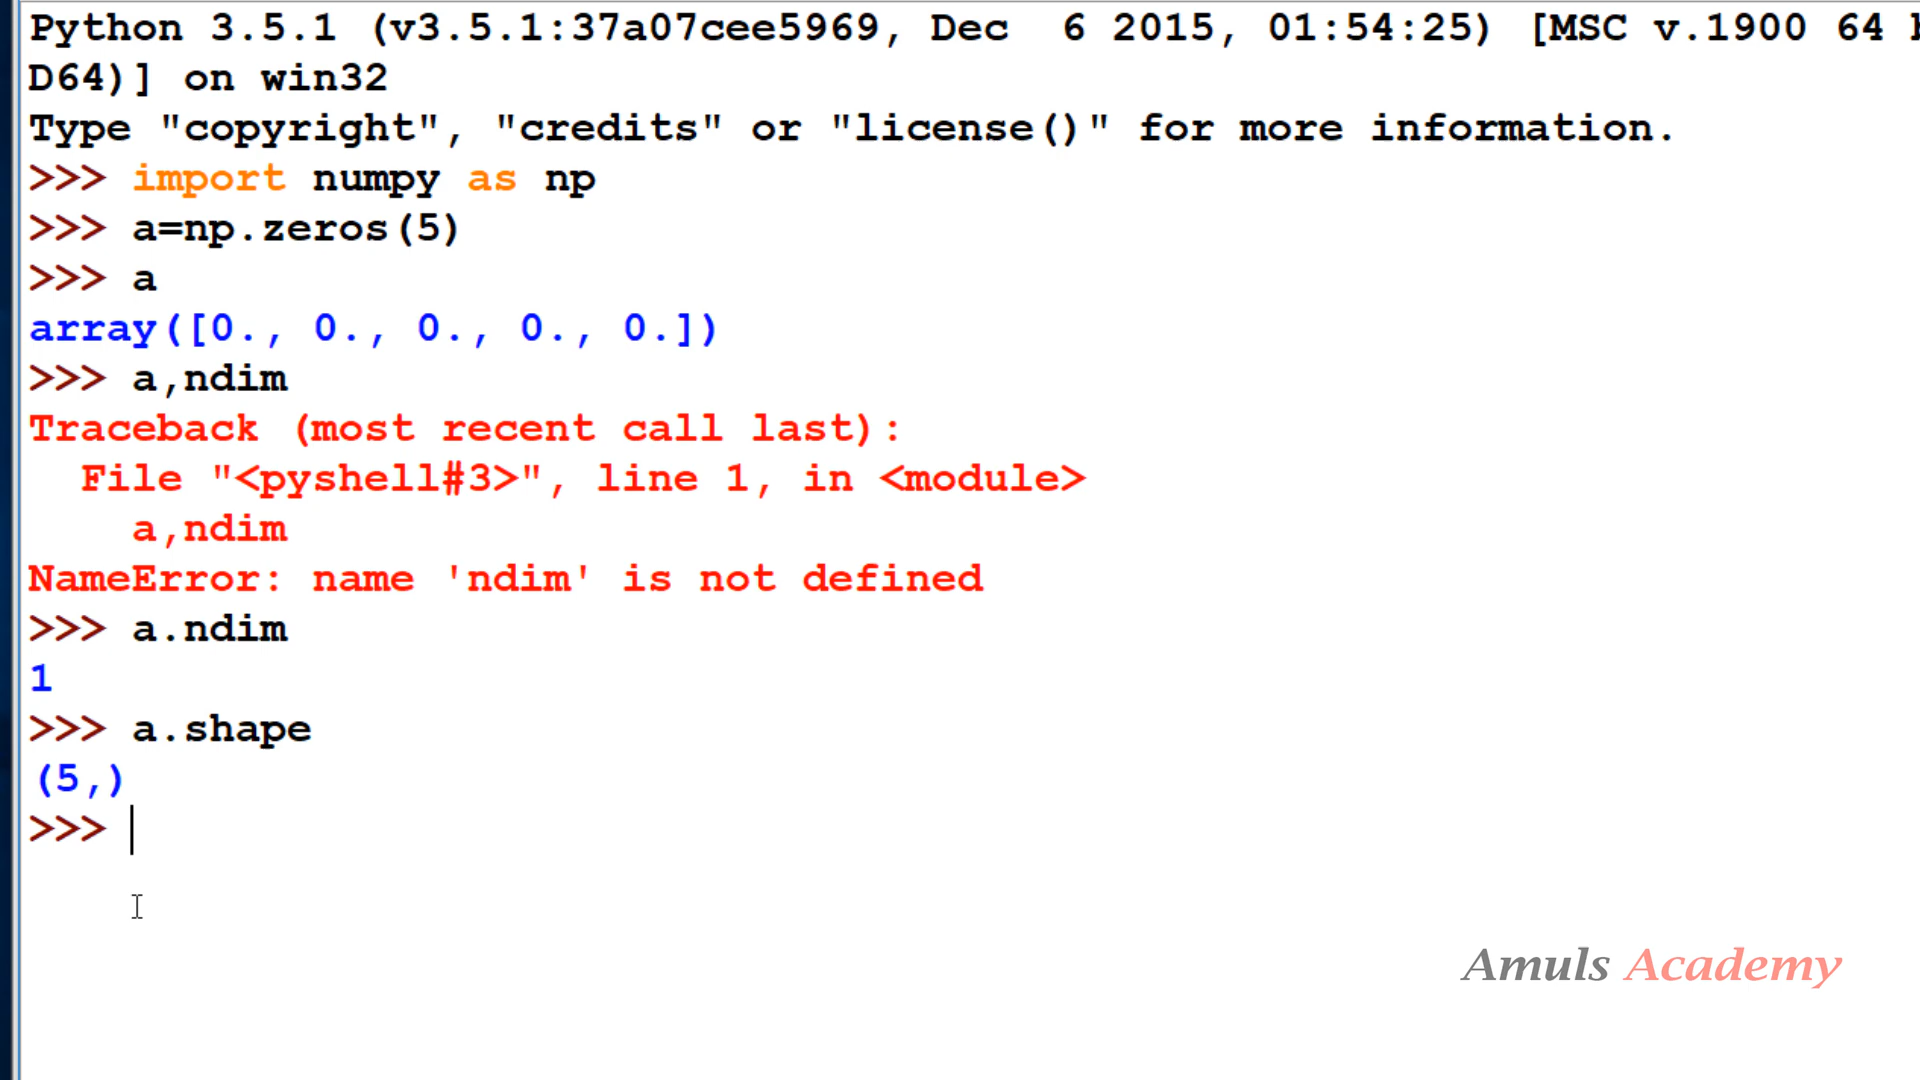 Python 3.5.1 (v3.5.1:37a07cee5969, Dec  6 2015, 01:54:25) [MSC v.1900 64
D64)] on win32
Type "copyright", "credits" or "license()" for more information.
>>> import numpy as np
>>> a=np.zeros(5)
>>> a
array([0., 0., 0., 0., 0.])
>>> a,ndim
Traceback (most recent call last):
  File "<pyshell#3>", line 1, in <module>
    a,ndim
NameError: name 'ndim' is not defined
>>> a.ndim
1
>>> a.shape
(5,)
>>>
Amuls Academy